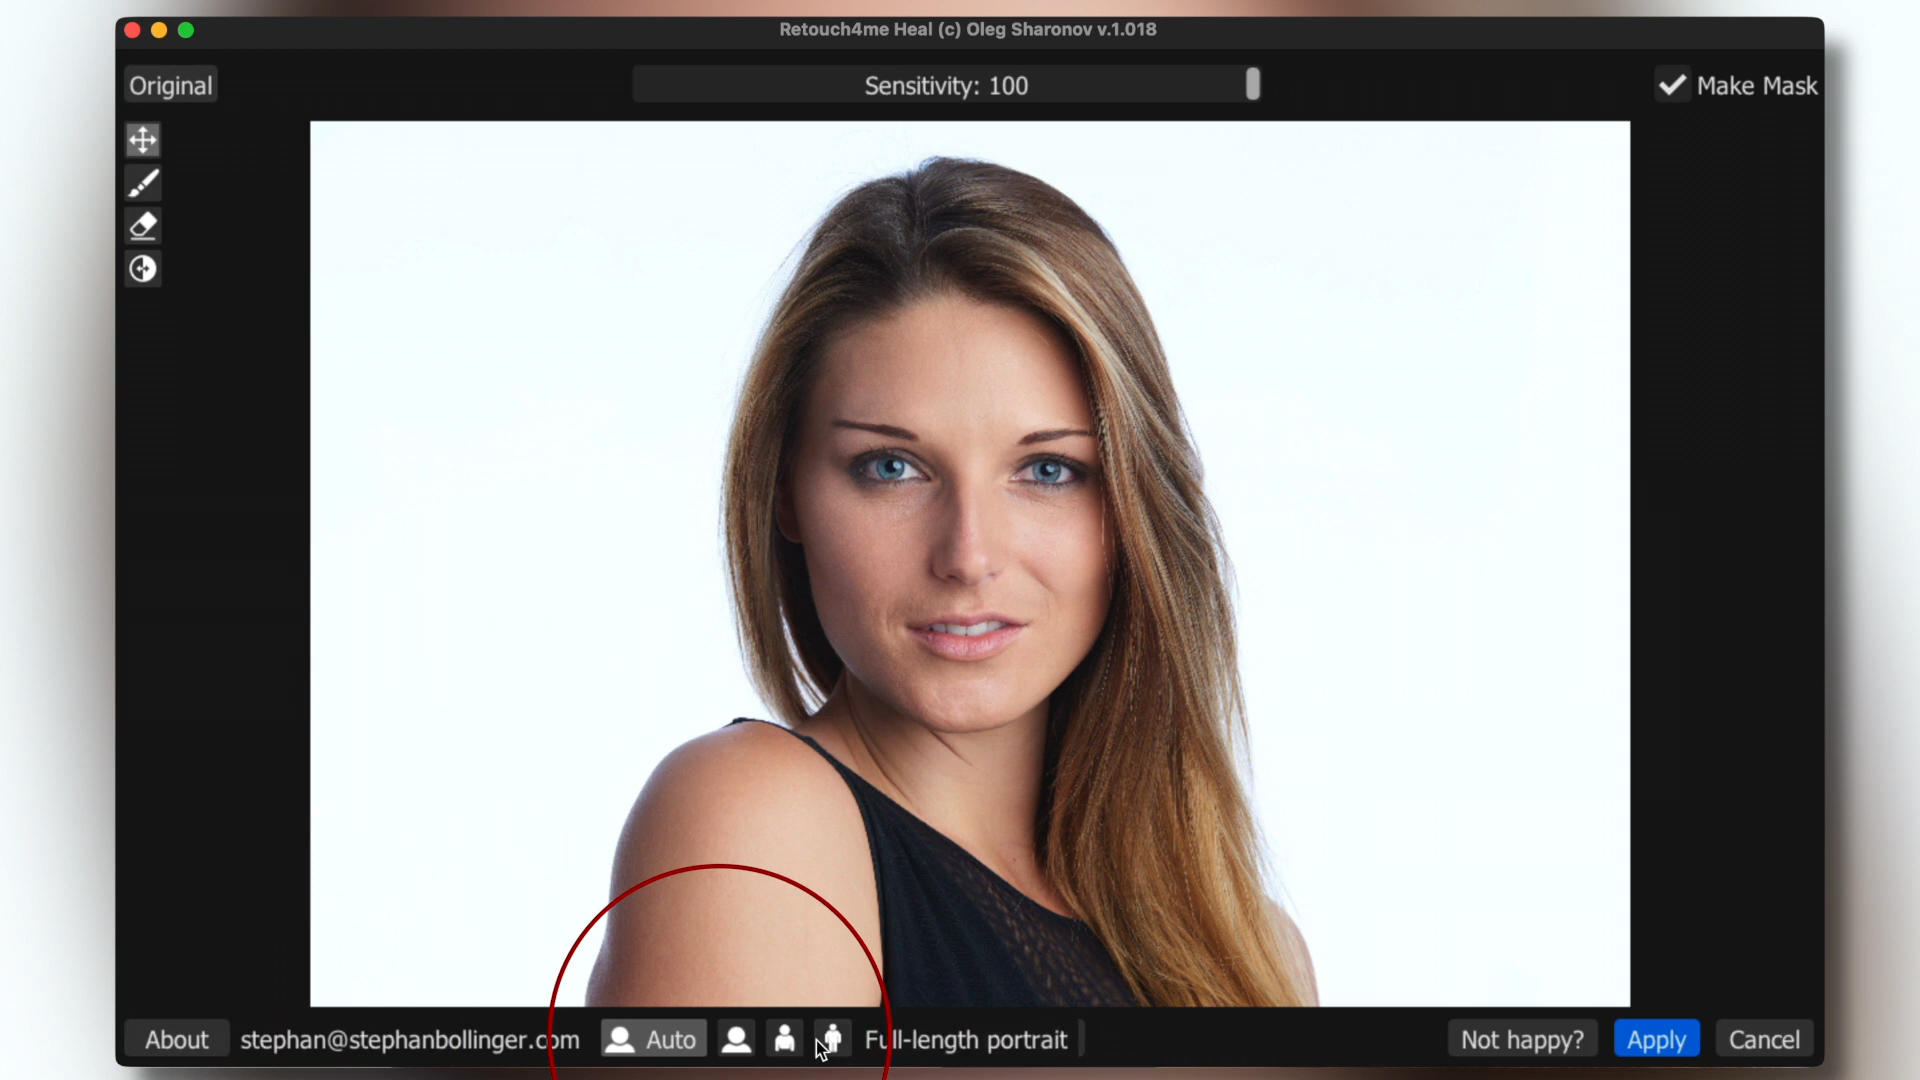 Retouch4me Heal (c) Oleg Sharonov v.1.018
Original
Sensitivity: 100
Make Mask
About
stephan@stephanbollinger.com
Auto
Full-length portrait
Not happy?
Apply
Cancel